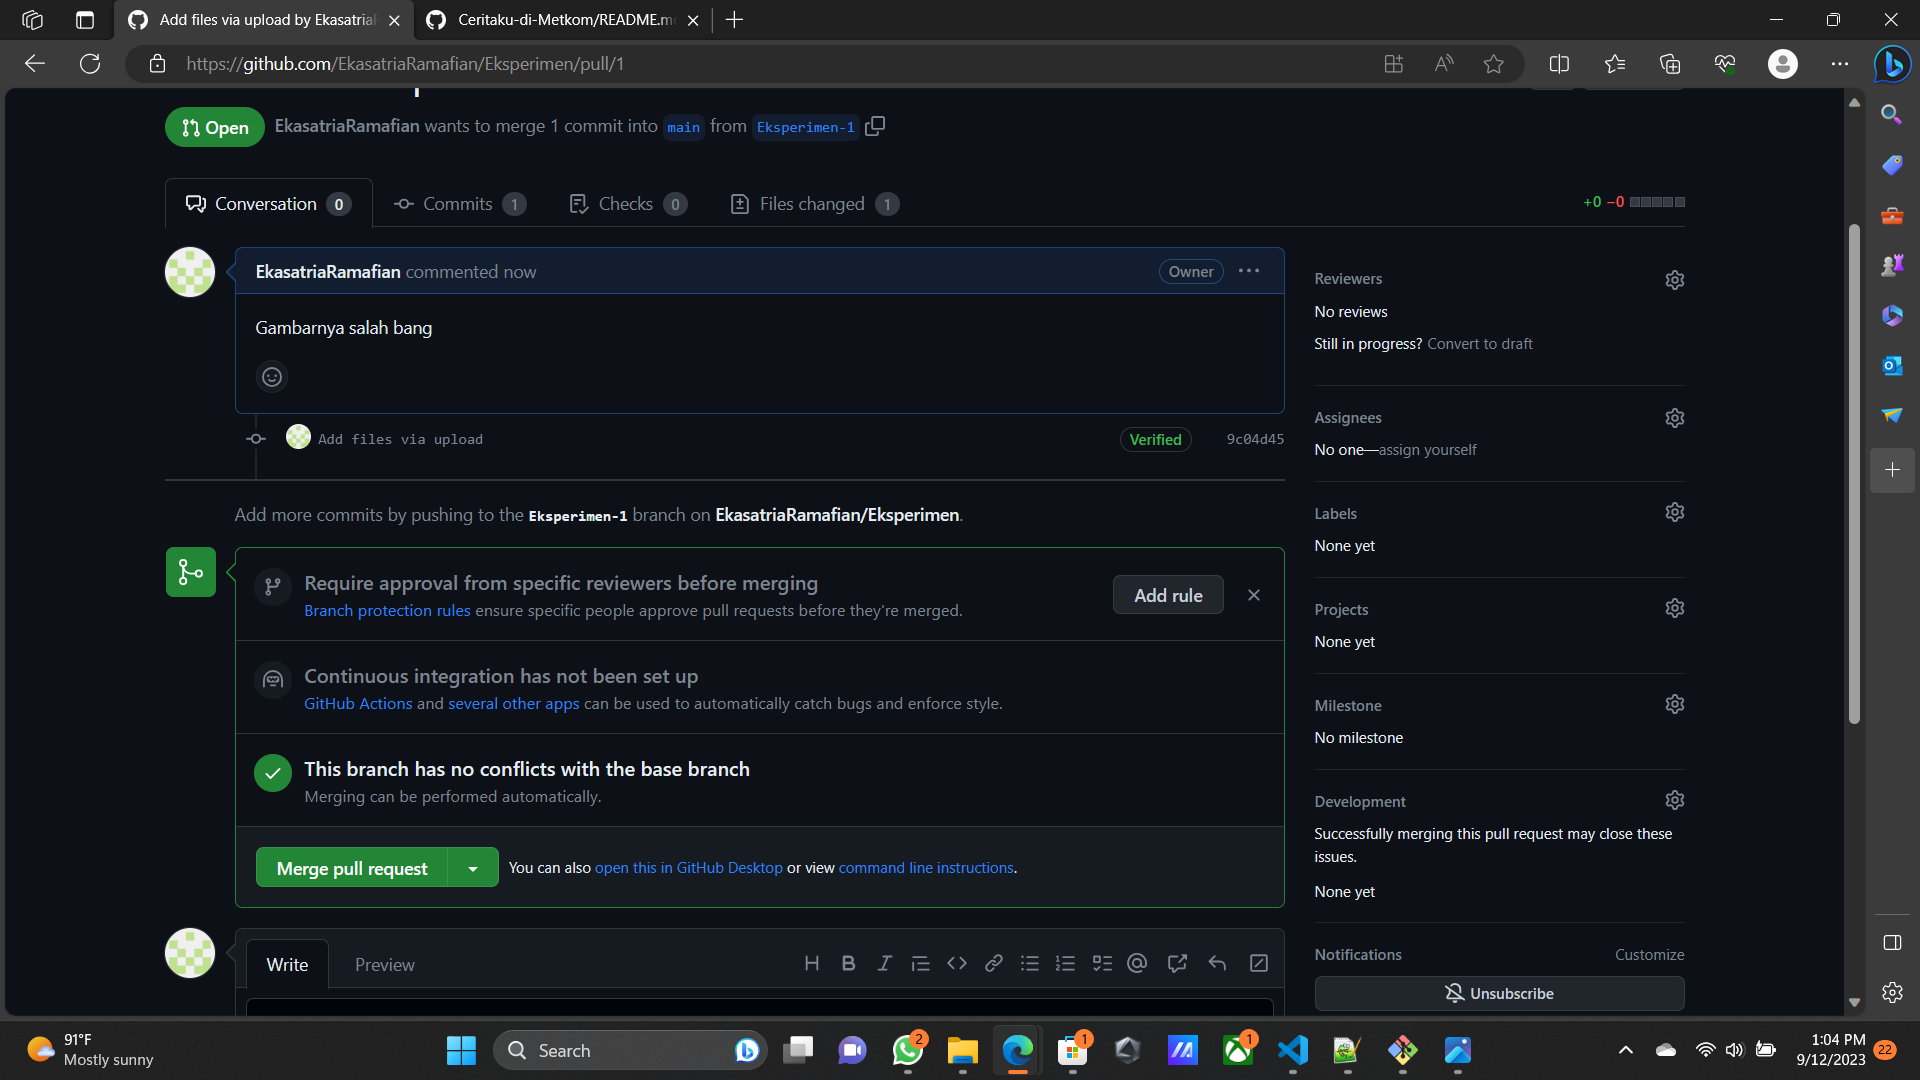 Add files via upload by Ekasatria
Ceritaku-di-Metkom/README.m
https://github.com/EkasatriaRamafian/Eksperimen/pull/1
Open
EkasatriaRamafian wants to merge 1 commit into main from Eksperimen-1
Conversation 0
Commits 1
Checks 0
Files changed 1
+0 −0
EkasatriaRamafian commented now
Owner
Gambarnya salah bang
Add files via upload
Verified
9c04d45
Add more commits by pushing to the Eksperimen-1 branch on EkasatriaRamafian/Eksperimen.
Require approval from specific reviewers before merging
Branch protection rules ensure specific people approve pull requests before they're merged.
Add rule
Continuous integration has not been set up
GitHub Actions and several other apps can be used to automatically catch bugs and enforce style.
This branch has no conflicts with the base branch
Merging can be performed automatically.
Merge pull request
You can also open this in GitHub Desktop or view command line instructions.
Write
Preview
Reviewers
No reviews
Still in progress? Convert to draft
Assignees
No one—assign yourself
Labels
None yet
Projects
None yet
Milestone
No milestone
Development
Successfully merging this pull request may close these
issues.
None yet
Notifications
Customize
Unsubscribe
91°F
Mostly sunny
Search
2
1
1
1:04 PM
9/12/2023
22